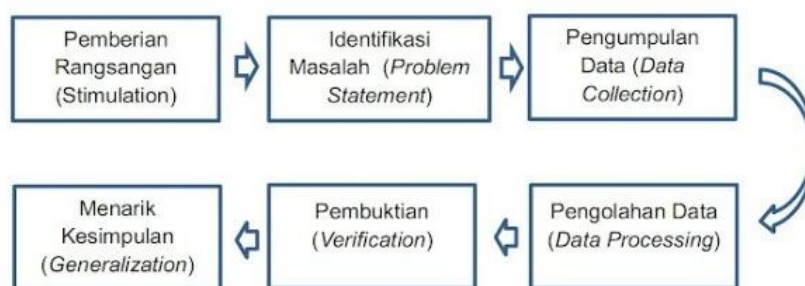 Pemberian
Rangsangan
(Stimulation)
Identifikasi
Masalah (Problem
Statement)
Pengumpulan
Data (Data
Collection)
Pengolahan Data
(Data Processing)
Pembuktian
(Verification)
Menarik
Kesimpulan
(Generalization)